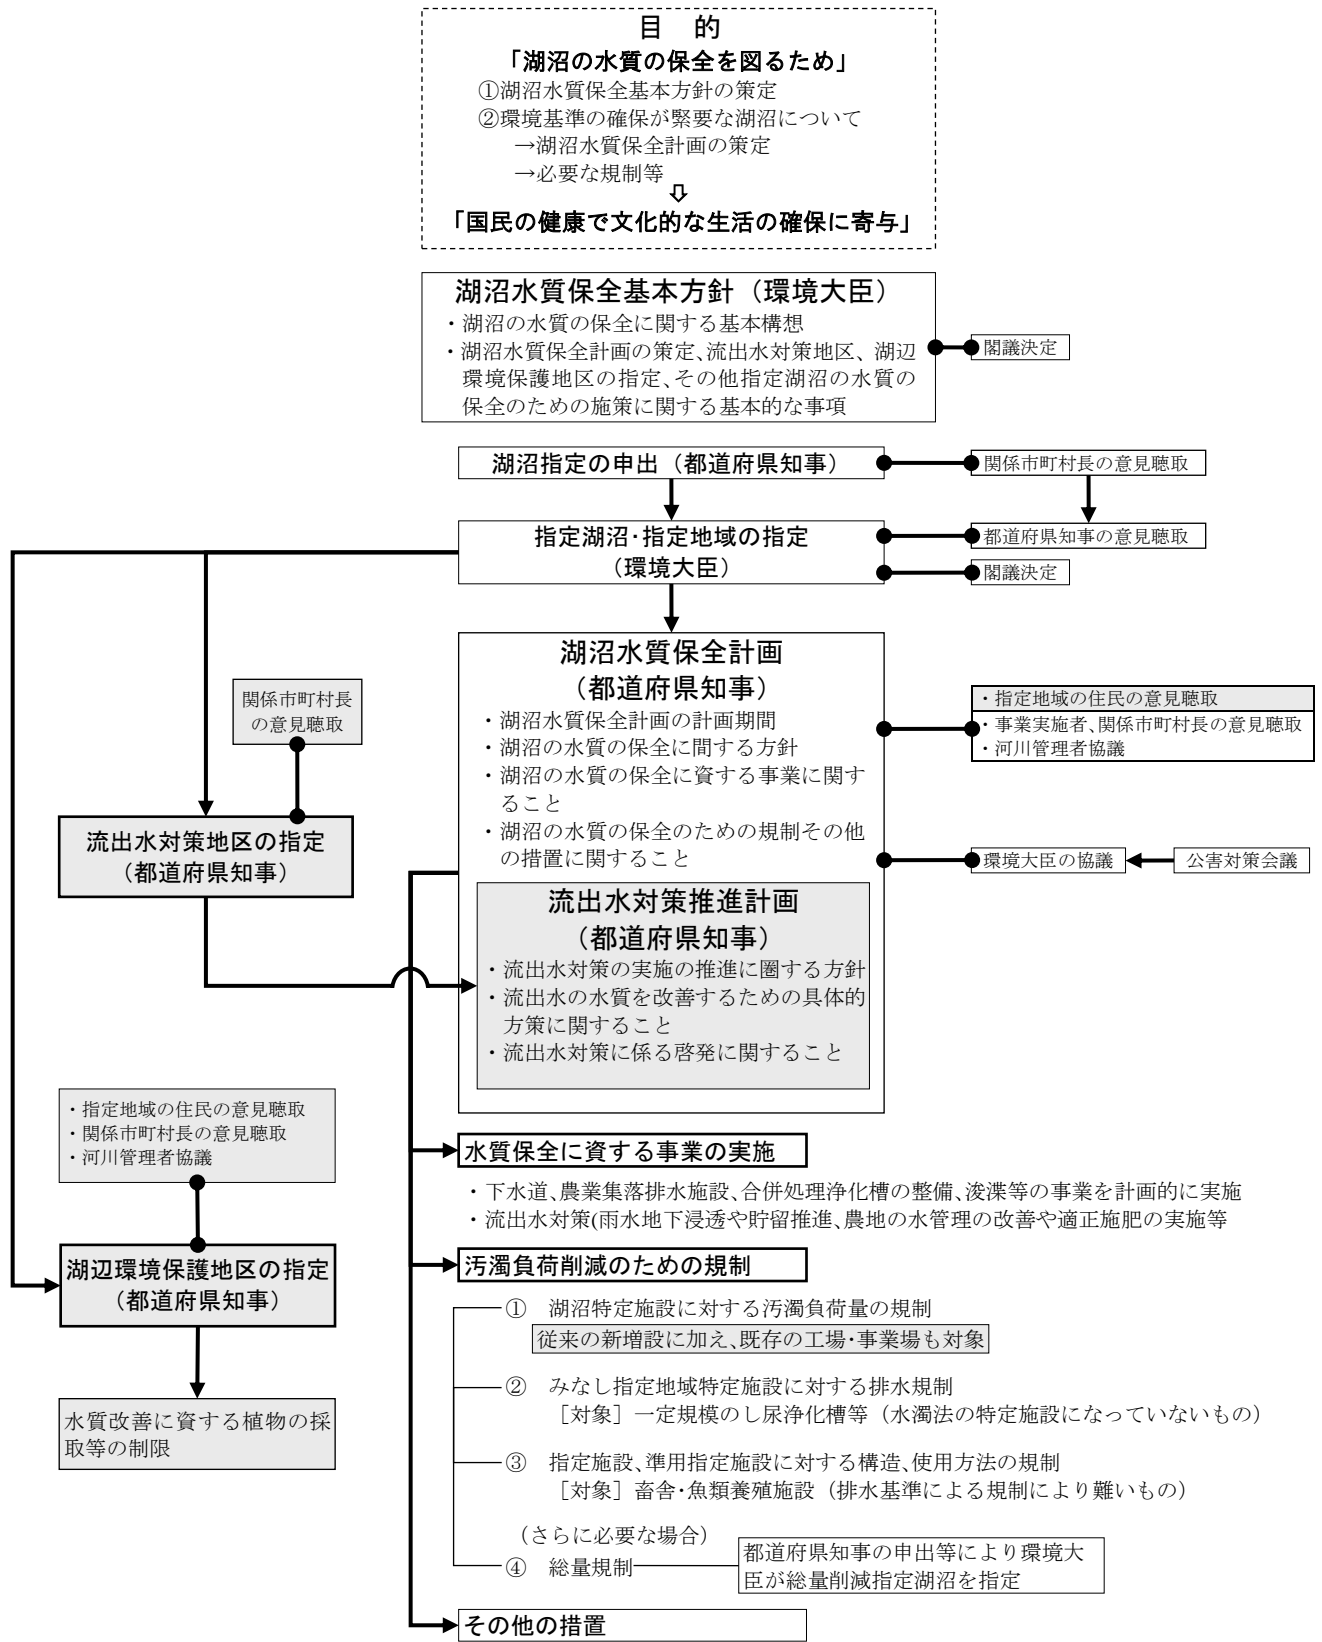 目　的
「湖沼の水質の保全を図るため」
①湖沼水質保全基本方針の策定
②環境基準の確保が緊要な湖沼について
→湖沼水質保全計画の策定
→必要な規制等
⇩
「国民の健康で文化的な生活の確保に寄与」
湖沼水質保全基本方針（環境大臣）
・湖沼の水質の保全に関する基本構想
・湖沼水質保全計画の策定、流出水対策地区、湖辺
環境保護地区の指定、その他指定湖沼の水質の
保全のための施策に関する基本的な事項
閣議決定
湖沼指定の申出（都道府県知事）
関係市町村長の意見聴取
指定湖沼･指定地域の指定
（環境大臣）
都道府県知事の意見聴取
閣議決定
湖沼水質保全計画
（都道府県知事）
・湖沼水質保全計画の計画期間
・湖沼の水質の保全に間する方針
・湖沼の水質の保全に資する事業に関す
ること
・湖沼の水質の保全のための規制その他
の措置に関すること
・指定地域の住民の意見聴取
・事業実施者、関係市町村長の意見聴取
・河川管理者協議
環境大臣の協議
公害対策会議
関係市町村長
の意見聴取
流出水対策地区の指定
（都道府県知事）
流出水対策推進計画
（都道府県知事）
・流出水対策の実施の推進に圏する方針
・流出水の水質を改善するための具体的
方策に関すること
・流出水対策に係る啓発に関すること
・指定地域の住民の意見聴取
・関係市町村長の意見聴取
・河川管理者協議
湖辺環境保護地区の指定
（都道府県知事）
水質改善に資する植物の採
取等の制限
水質保全に資する事業の実施
・下水道、農業集落排水施設、合併処理浄化槽の整備、浚渫等の事業を計画的に実施
・流出水対策(雨水地下浸透や貯留推進、農地の水管理の改善や適正施肥の実施等
汚濁負荷削減のための規制
①　湖沼特定施設に対する汚濁負荷量の規制
従来の新増設に加え、既存の工場･事業場も対象
②　みなし指定地域特定施設に対する排水規制
［対象］一定規模のし尿浄化槽等（水濁法の特定施設になっていないもの）
③　指定施設、準用指定施設に対する構造、使用方法の規制
［対象］畜舎･魚類養殖施設（排水基準による規制により難いもの）
（さらに必要な場合）
④　総量規制
都道府県知事の申出等により環境大
臣が総量削減指定湖沼を指定
その他の措置